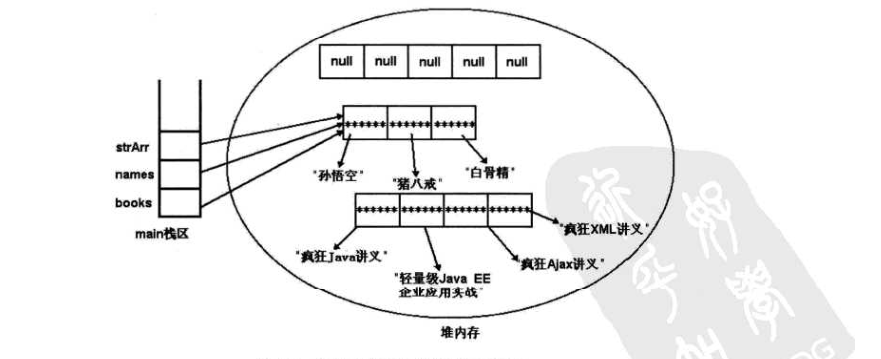 null null null null null
strArr
names
books
main栈区
****** ****** ******
"孙悟空"
"猪八戒"
"白骨精"
****** ****** ****** ******
"疯狂Java讲义"
"轻量级Java EE
企业应用实战"
"疯狂Ajax讲义"
"疯狂XML讲义"
堆内存